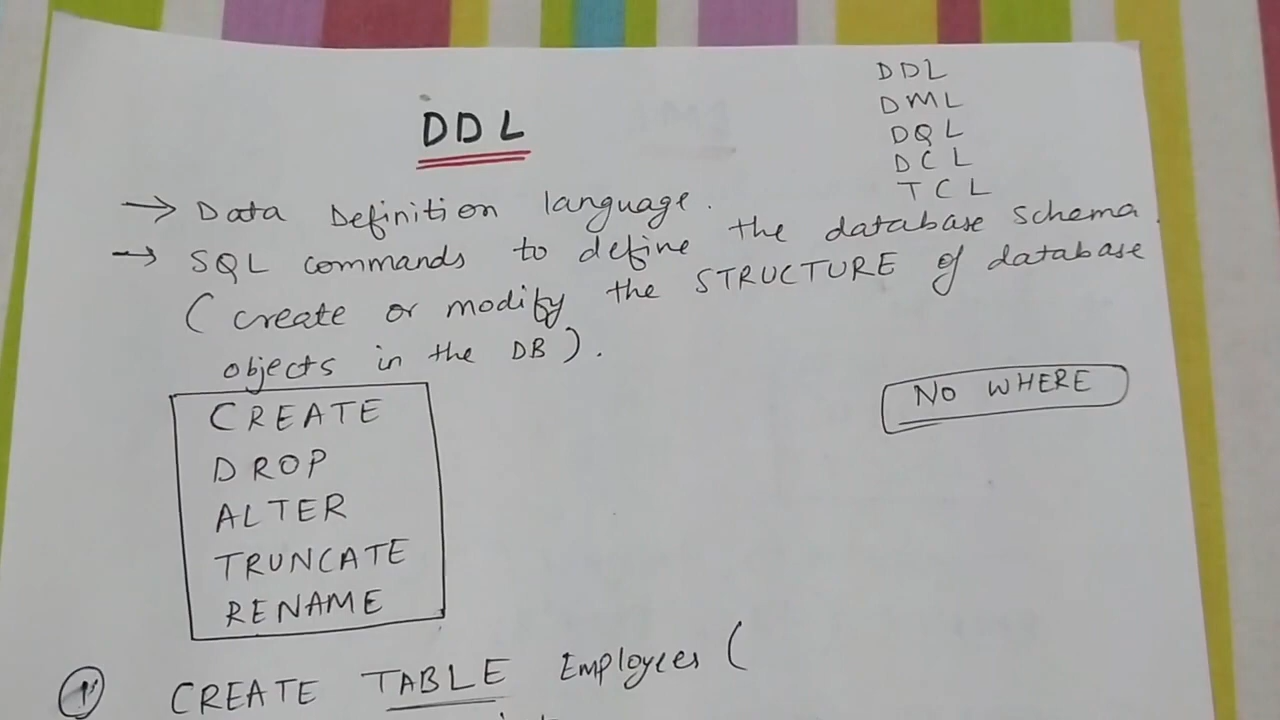 DDL
DDL
DML
DQL
DCL
TCL
→ Data Definition language.
→ SQL commands to define the database schema.
(create or modify the STRUCTURE of database
objects in the DB).
NO WHERE
CREATE
DROP
ALTER
TRUNCATE
RENAME
1 CREATE TABLE Employees (